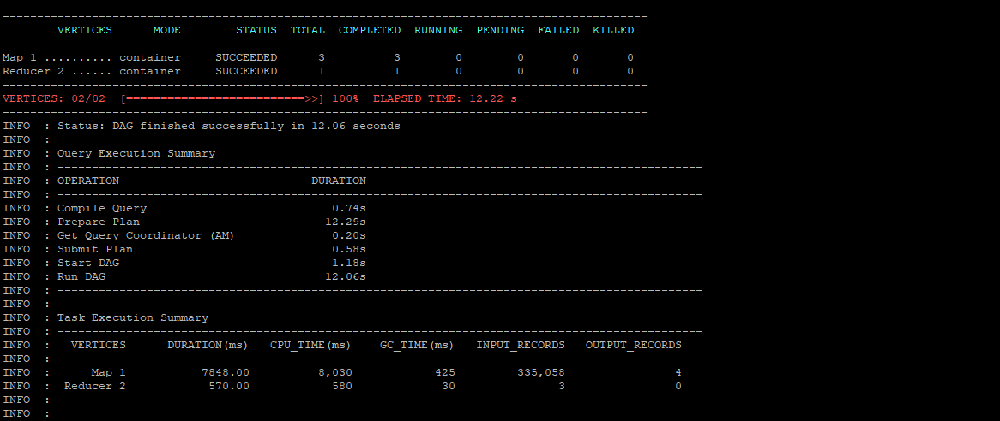 ----------------------------------------------------------------------------------------------
        VERTICES      MODE        STATUS  TOTAL  COMPLETED  RUNNING  PENDING  FAILED  KILLED
----------------------------------------------------------------------------------------------
Map 1 .......... container     SUCCEEDED      3          3        0        0       0       0
Reducer 2 ...... container     SUCCEEDED      1          1        0        0       0       0
----------------------------------------------------------------------------------------------
VERTICES: 02/02  [==========================>>] 100%  ELAPSED TIME: 12.22 s
----------------------------------------------------------------------------------------------
INFO  : Status: DAG finished successfully in 12.06 seconds
INFO  :
INFO  : Query Execution Summary
INFO  : ----------------------------------------------------------------------------------------------
INFO  : OPERATION                            DURATION
INFO  : ----------------------------------------------------------------------------------------------
INFO  : Compile Query                           0.74s
INFO  : Prepare Plan                           12.29s
INFO  : Get Query Coordinator (AM)              0.20s
INFO  : Submit Plan                             0.58s
INFO  : Start DAG                               1.18s
INFO  : Run DAG                                12.06s
INFO  : ----------------------------------------------------------------------------------------------
INFO  :
INFO  : Task Execution Summary
INFO  : ----------------------------------------------------------------------------------------------
INFO  :   VERTICES      DURATION(ms)   CPU_TIME(ms)    GC_TIME(ms)   INPUT_RECORDS   OUTPUT_RECORDS
INFO  : ----------------------------------------------------------------------------------------------
INFO  :      Map 1           7848.00          8,030            425         335,058                4
INFO  :  Reducer 2            570.00            580             30               3                0
INFO  : ----------------------------------------------------------------------------------------------
INFO  :